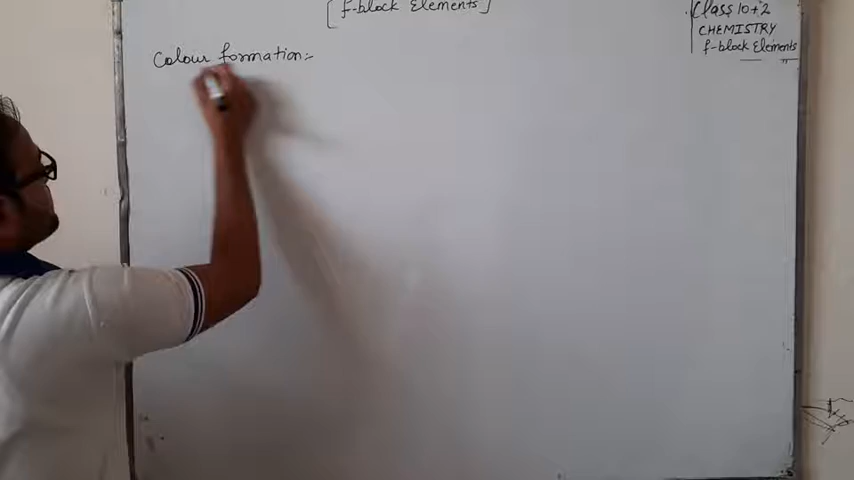 [f-block Elements]
Class 10+2
CHEMISTRY
f-block Elements
Colour formation:-